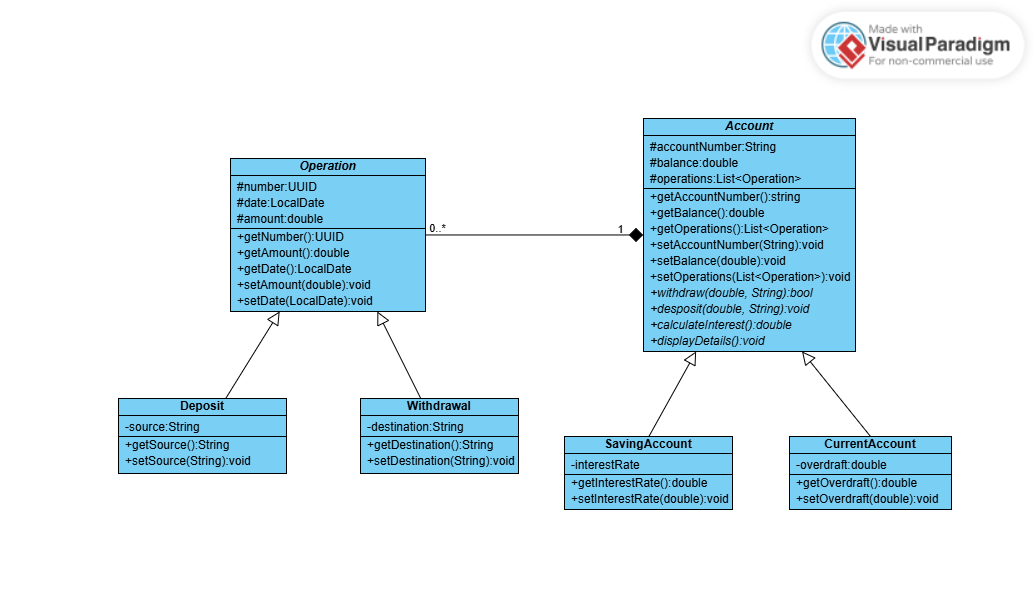 Made with
Visual Paradigm
For non-commercial use
Account
#accountNumber:String
#balance:double
#operations:List<Operation>
+getAccountNumber():string
+getBalance():double
+getOperations():List<Operation>
+setAccountNumber(String):void
+setBalance(double):void
+setOperations(List<Operation>):void
+withdraw(double, String):bool
+desposit(double, String):void
+calculateInterest():double
+displayDetails():void
Operation
#number:UUID
#date:LocalDate
#amount:double
+getNumber():UUID
+getAmount():double
+getDate():LocalDate
+setAmount(double):void
+setDate(LocalDate):void
0..*
1
Deposit
-source:String
+getSource():String
+setSource(String):void
Withdrawal
-destination:String
+getDestination():String
+setDestination(String):void
SavingAccount
-interestRate
+getInterestRate():double
+setInterestRate(double):void
CurrentAccount
-overdraft:double
+getOverdraft():double
+setOverdraft(double):void